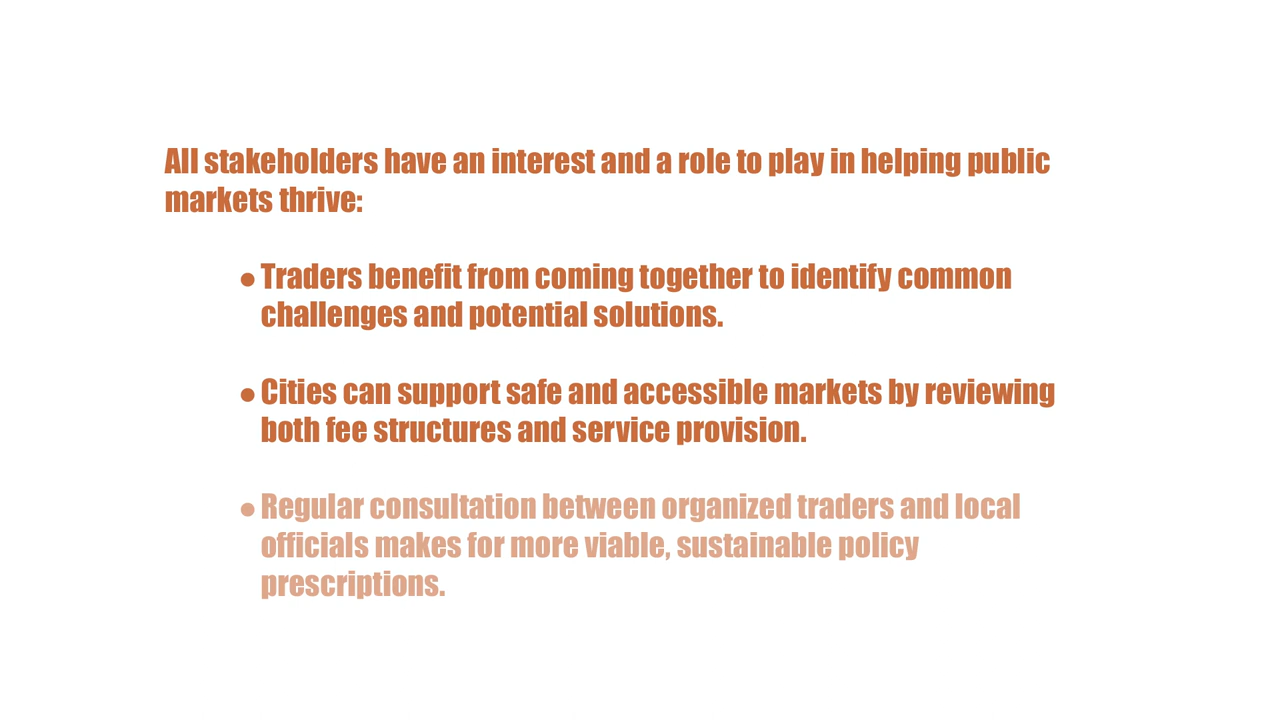 All stakeholders have an interest and a role to play in helping public
markets thrive:
● Traders benefit from coming together to identify common
challenges and potential solutions.
● Cities can support safe and accessible markets by reviewing
both fee structures and service provision.
● Regular consultation between organized traders and local
officials makes for more viable, sustainable policy
prescriptions.